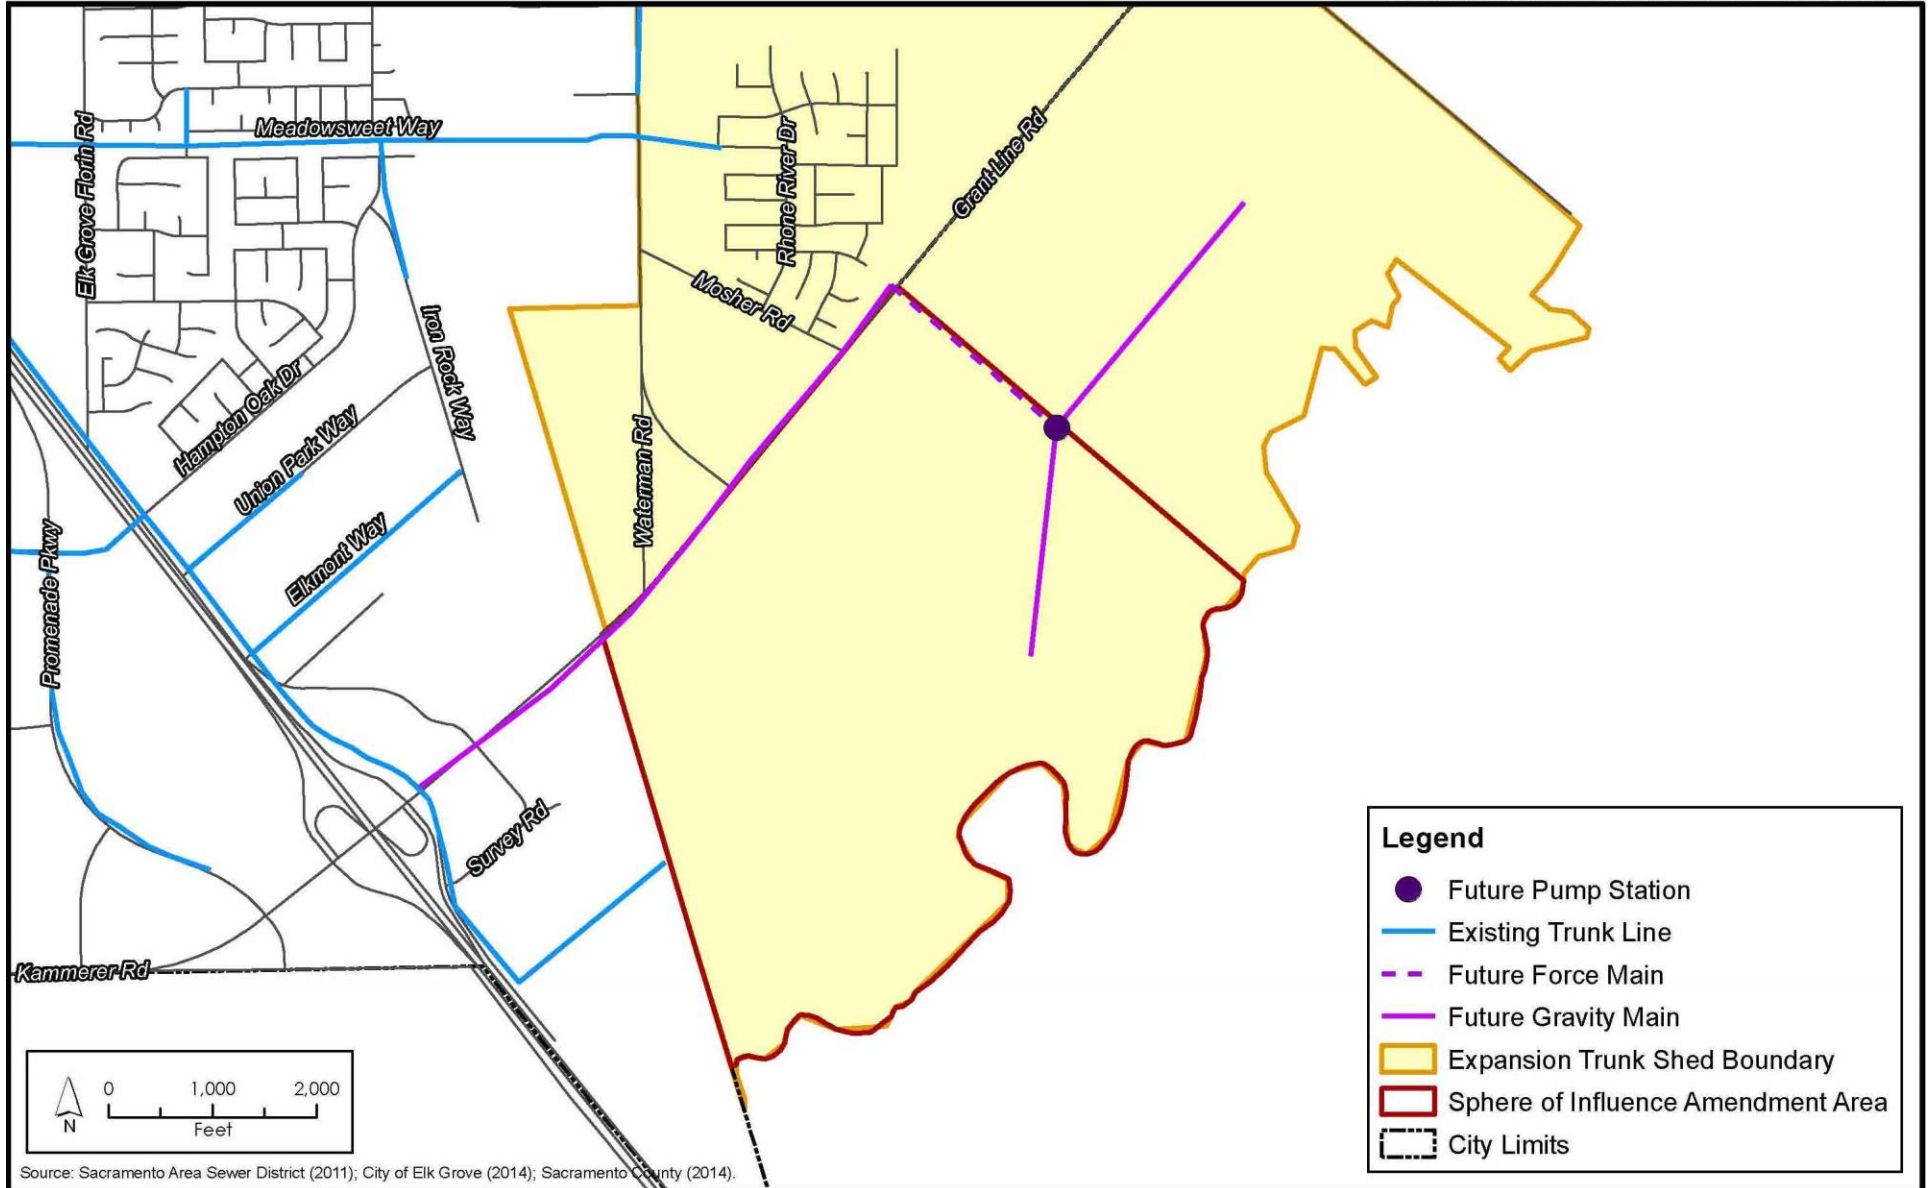 Meadowsweet Way
Elk Grove Florin Rd
Rhone River Dr
Grant Line Rd
Mosher Rd
Iron Rock Way
Hampton Oak Dr
Union Park Way
Waterman Rd
Elkmont Way
Promenade Pkwy
Survey Rd
Kammerer Rd
Legend
Future Pump Station
Existing Trunk Line
Future Force Main
Future Gravity Main
Expansion Trunk Shed Boundary
Sphere of Influence Amendment Area
City Limits
0 1,000 2,000
N Feet
Source: Sacramento Area Sewer District (2011); City of Elk Grove (2014); Sacramento County (2014).